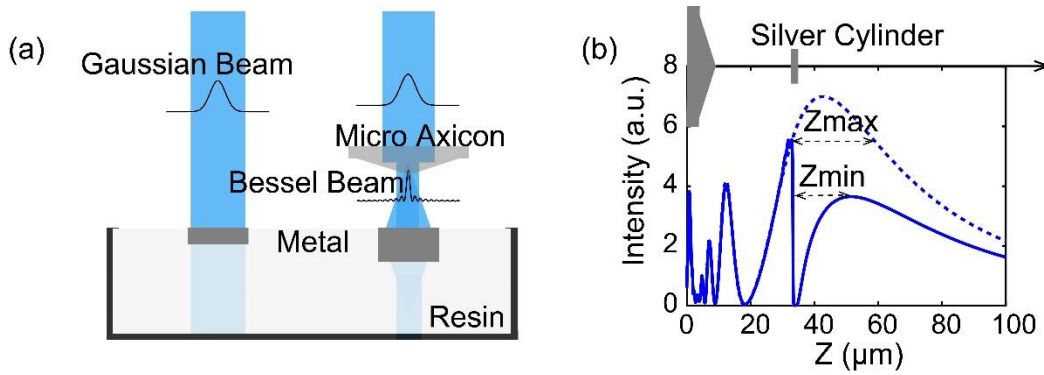 (a)
Gaussian Beam
Micro Axicon
Bessel Beam
Metal
Resin
(b)
Silver Cylinder
8
6
4
2
0
Intensity (a.u.)
Zmax
Zmin
0 20 40 60 80 100
Z (μm)